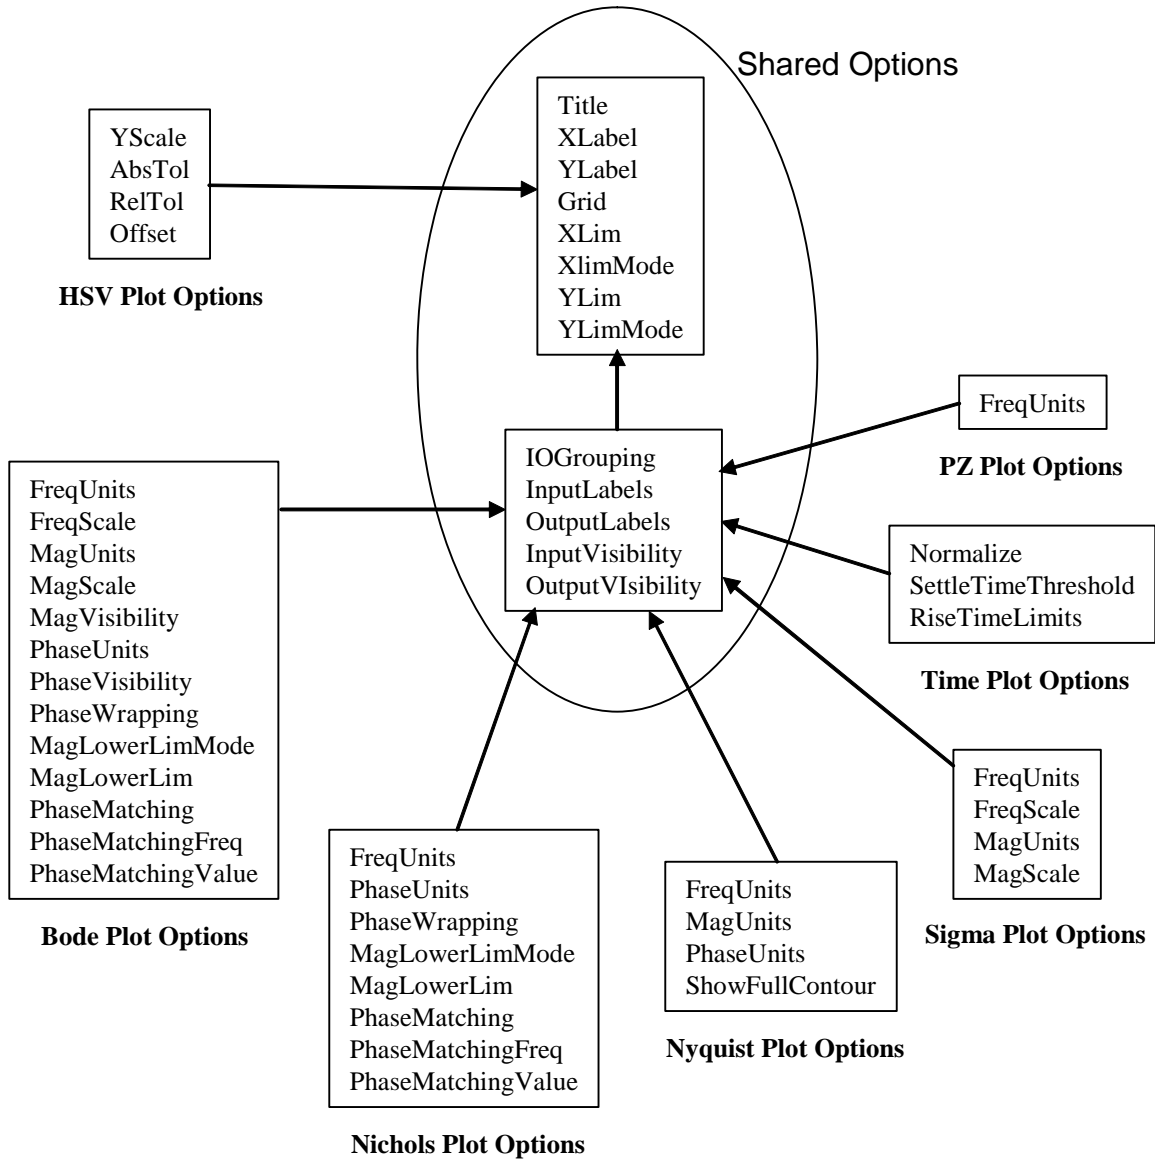 Shared Options
Title
XLabel
YLabel
Grid
XLim
XlimMode
YLim
YLimMode
YScale
AbsTol
RelTol
Offset
HSV Plot Options
IOGrouping
InputLabels
OutputLabels
InputVisibility
OutputVIsibility
FreqUnits
PZ Plot Options
FreqUnits
FreqScale
MagUnits
MagScale
MagVisibility
PhaseUnits
PhaseVisibility
PhaseWrapping
MagLowerLimMode
MagLowerLim
PhaseMatching
PhaseMatchingFreq
PhaseMatchingValue
Bode Plot Options
Normalize
SettleTimeThreshold
RiseTimeLimits
Time Plot Options
FreqUnits
FreqScale
MagUnits
MagScale
Sigma Plot Options
FreqUnits
PhaseUnits
PhaseWrapping
MagLowerLimMode
MagLowerLim
PhaseMatching
PhaseMatchingFreq
PhaseMatchingValue
Nichols Plot Options
FreqUnits
MagUnits
PhaseUnits
ShowFullContour
Nyquist Plot Options